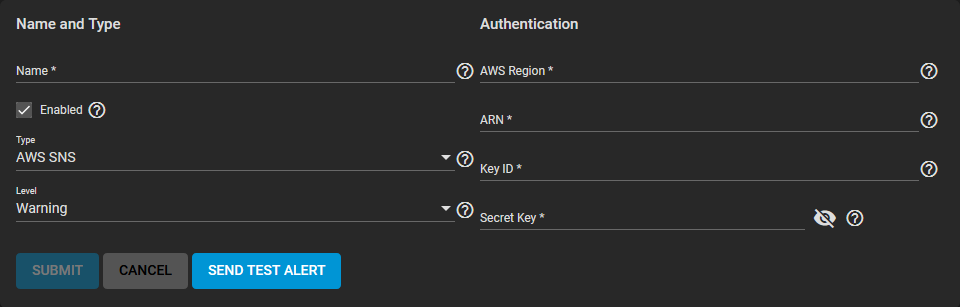 Name and Type
Name *
Enabled
Type
AWS SNS
Level
Warning
Authentication
AWS Region *
ARN *
Key ID *
Secret Key *
SUBMIT
CANCEL
SEND TEST ALERT